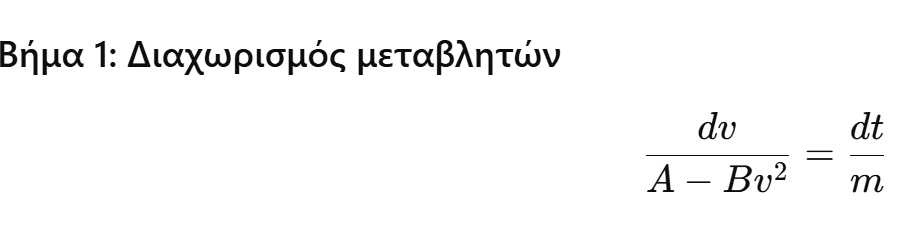 Βήμα 1: Διαχωρισμός μεταβλητών
dv/(A − Bv²) = dt/m